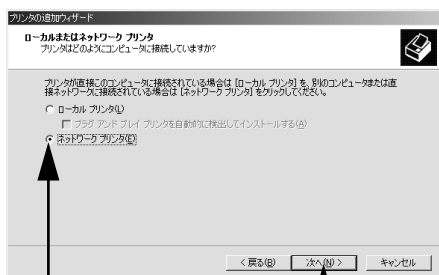 プリンタの追加ウィザード
ローカルまたはネットワーク プリンタ
プリンタはどのようにコンピュータに接続していますか?
プリンタが直接このコンピュータに接続されている場合は [ローカル プリンタ] を、別のコンピュータまたは直
接ネットワークに接続されている場合は [ネットワーク プリンタ] をクリックしてください。
ローカル プリンタ(L)
プラグ アンド プレイ プリンタを自動的に検出してインストールする(A)
ネットワーク プリンタ(E)
< 戻る(B)
次へ(N) >
キャンセル